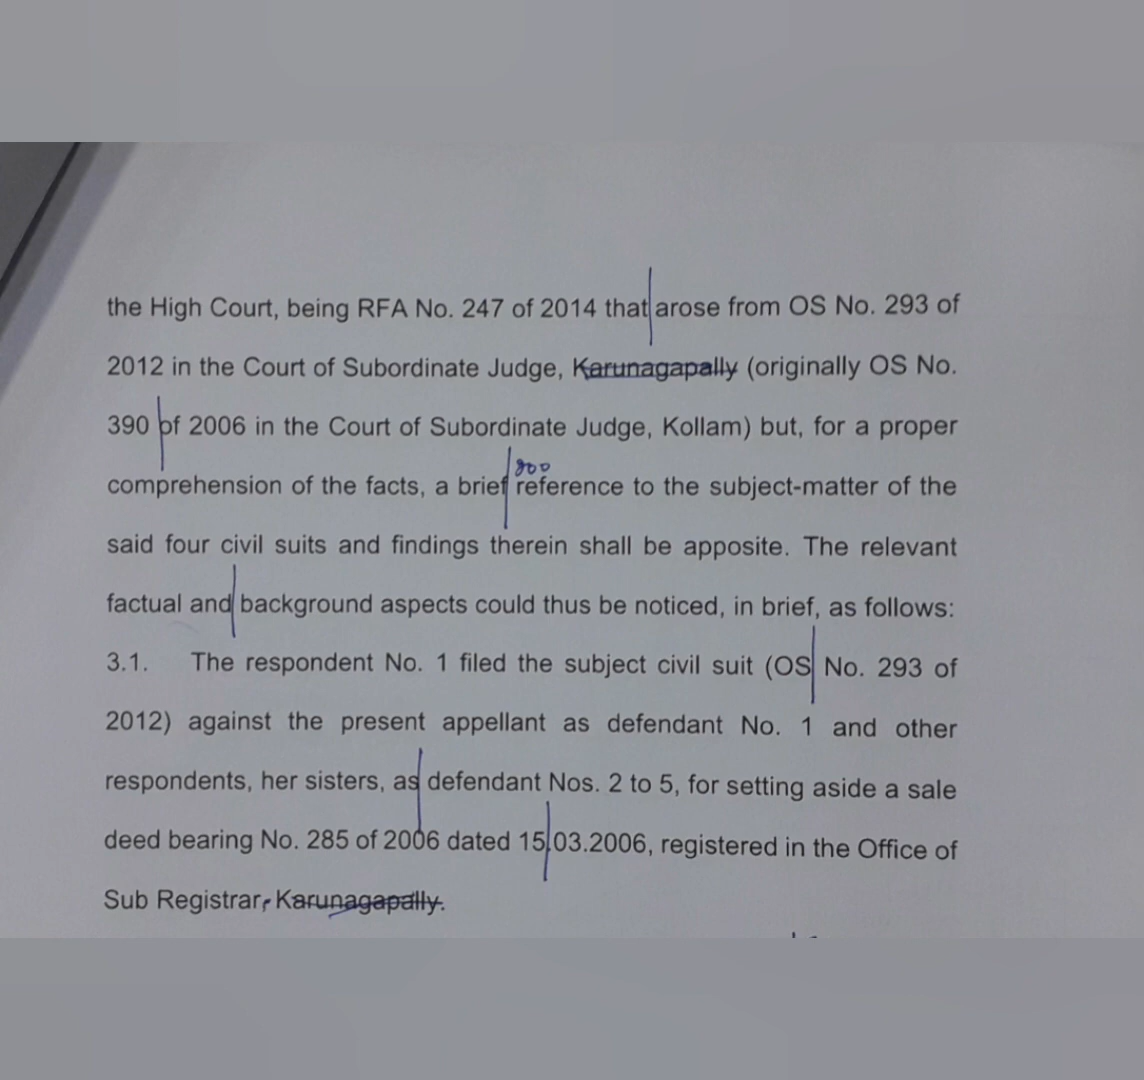 the High Court, being RFA No. 247 of 2014 that arose from OS No. 293 of
2012 in the Court of Subordinate Judge, Karunagapally (originally OS No.
390 of 2006 in the Court of Subordinate Judge, Kollam) but, for a proper
800
comprehension of the facts, a brief reference to the subject-matter of the
said four civil suits and findings therein shall be apposite. The relevant
factual and background aspects could thus be noticed, in brief, as follows:
3.1. The respondent No. 1 filed the subject civil suit (OS No. 293 of
2012) against the present appellant as defendant No. 1 and other
respondents, her sisters, as defendant Nos. 2 to 5, for setting aside a sale
deed bearing No. 285 of 2006 dated 15.03.2006, registered in the Office of
Sub Registrar, Karunagapally.